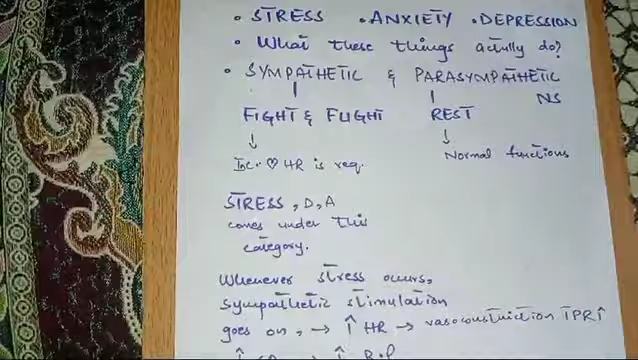 • STRESS • ANXIETY • DEPRESSION
• What these things actully do?
• SYMPATHETIC & PARASYMPATHETIC
NS
FIGHT & FLIGHT REST
↓ ↓
Inc. ♡ HR is req. Normal functions
STRESS, D, A
comes under this
category.
Whenever stress occurs,
sympathetic stimulation
goes on, → ↑ HR → vasoconstriction TPR↑
↑ B.P